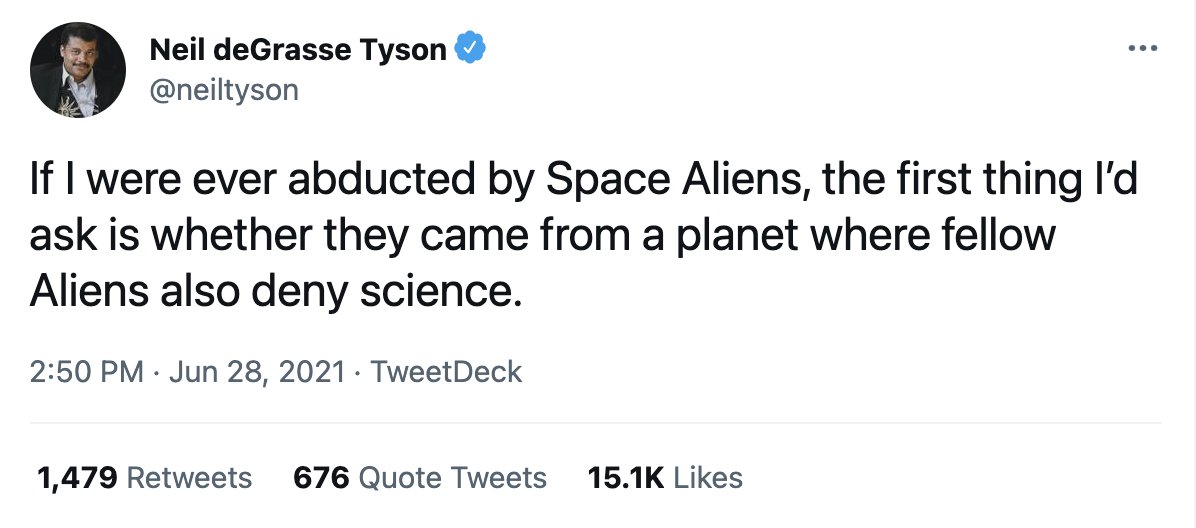 Neil deGrasse Tyson
@neiltyson
If I were ever abducted by Space Aliens, the first thing I’d
ask is whether they came from a planet where fellow
Aliens also deny science.
2:50 PM · Jun 28, 2021 · TweetDeck
1,479 Retweets 676 Quote Tweets 15.1K Likes